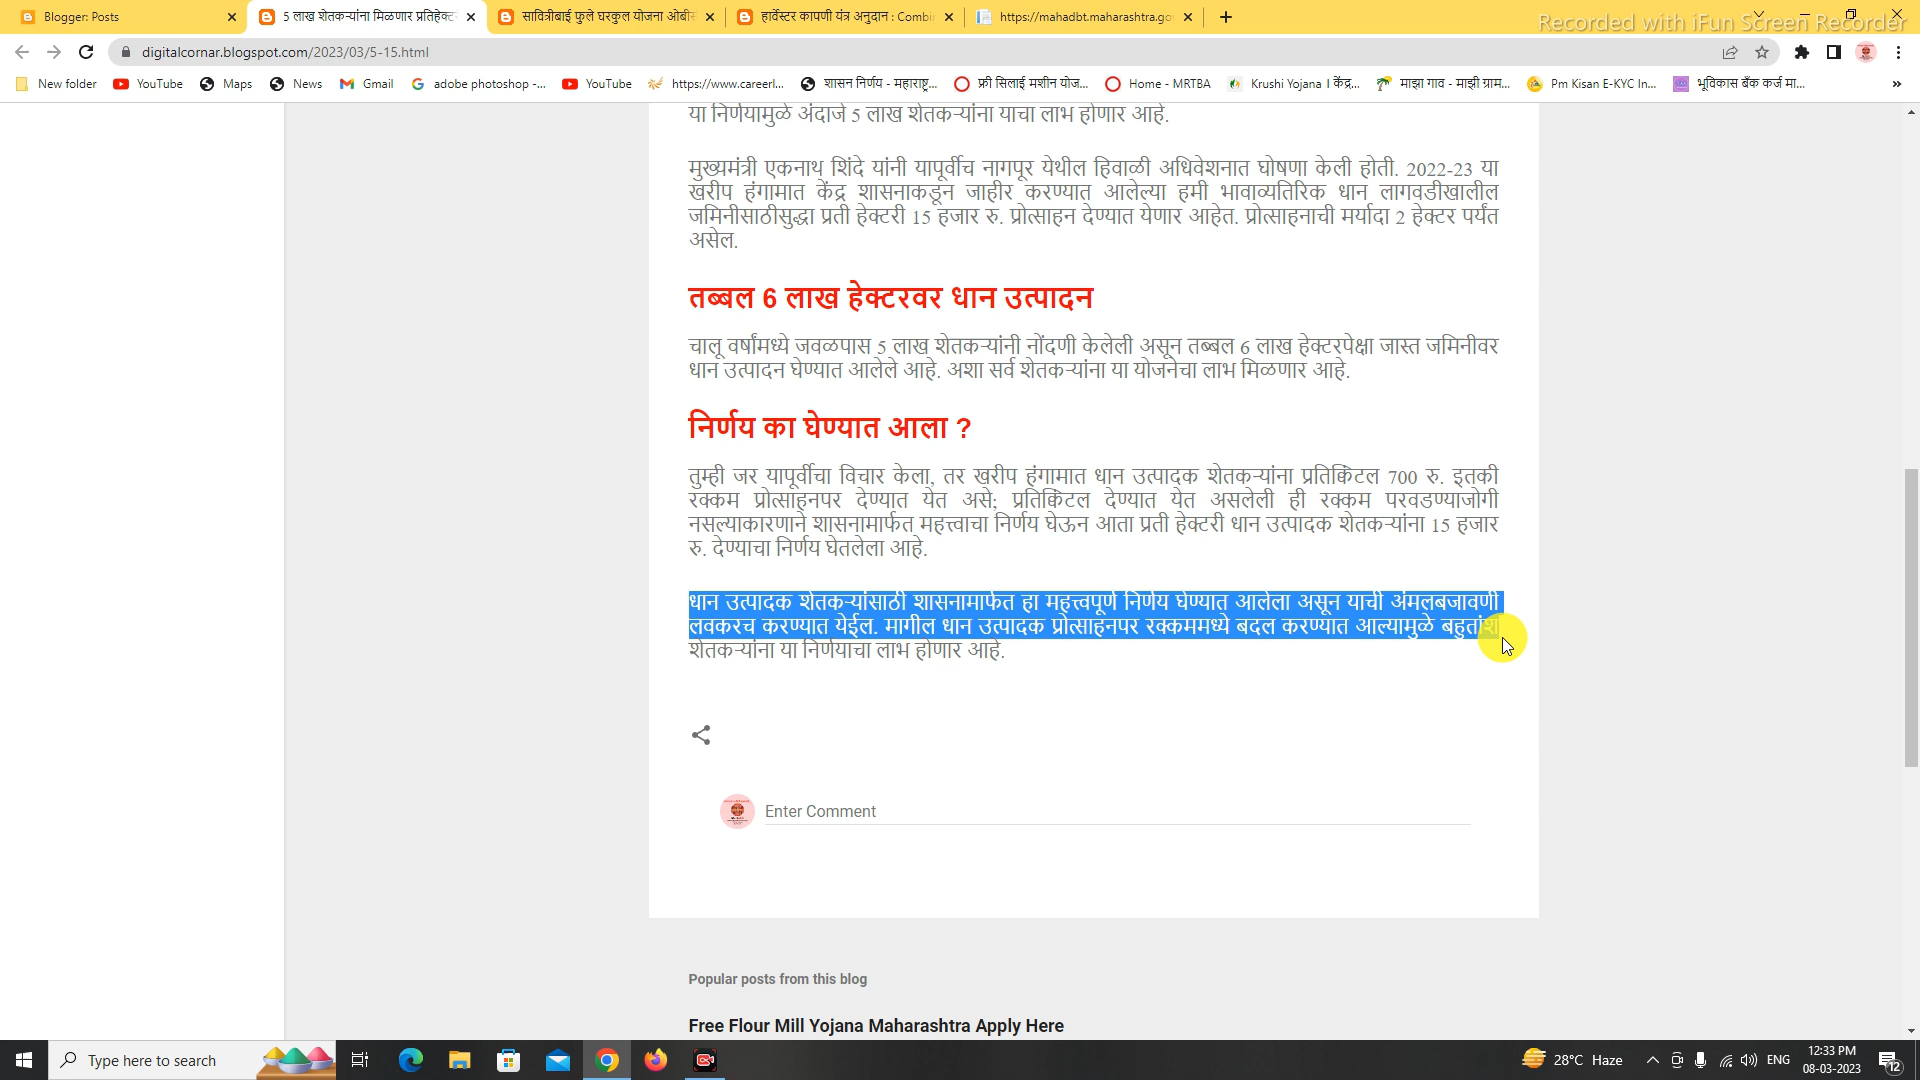 Blogger: Posts
5 लाख शेतकऱ्यांना मिळणार प्रतिहेक्ट
सावित्रीबाई फुले घरकुल योजना ओबीस
हार्वेस्टर कापणी यंत्र अनुदान : Combi
https://mahadbt.maharashtra.go
Recorded with iFun Screen Recorder
digitalcornar.blogspot.com/2023/03/5-15.html
New folder
YouTube
Maps
News
Gmail
adobe photoshop -...
YouTube
https://www.careerl...
शासन निर्णय - महाराष्ट्र...
फ्री सिलाई मशीन योज...
Home - MRTBA
Krushi Yojana । केंद्र...
माझा गाव - माझी ग्राम...
Pm Kisan E-KYC In...
भूविकास बँक कर्ज मा...
या निर्णयामुळे अंदाजे 5 लाख शेतकऱ्यांना याचा लाभ होणार आहे.
मुख्यमंत्री एकनाथ शिंदे यांनी यापूर्वीच नागपूर येथील हिवाळी अधिवेशनात घोषणा केली होती. 2022-23 या
खरीप हंगामात केंद्र शासनाकडून जाहीर करण्यात आलेल्या हमी भावाव्यतिरिक धान लागवडीखालील
जमिनीसाठीसुद्धा प्रती हेक्टरी 15 हजार रु. प्रोत्साहन देण्यात येणार आहेत. प्रोत्साहनाची मर्यादा 2 हेक्टर पर्यंत
असेल.
तब्बल 6 लाख हेक्टरवर धान उत्पादन
चालू वर्षांमध्ये जवळपास 5 लाख शेतकऱ्यांनी नोंदणी केलेली असून तब्बल 6 लाख हेक्टरपेक्षा जास्त जमिनीवर
धान उत्पादन घेण्यात आलेले आहे. अशा सर्व शेतकऱ्यांना या योजनेचा लाभ मिळणार आहे.
निर्णय का घेण्यात आला ?
तुम्ही जर यापूर्वीचा विचार केला, तर खरीप हंगामात धान उत्पादक शेतकऱ्यांना प्रतिक्विटल 700 रु. इतकी
रक्कम प्रोत्साहनपर देण्यात येत असे; प्रतिक्विटल देण्यात येत असलेली ही रक्कम परवडण्याजोगी
नसल्याकारणाने शासनामार्फत महत्त्वाचा निर्णय घेऊन आता प्रती हेक्टरी धान उत्पादक शेतकऱ्यांना 15 हजार
रु. देण्याचा निर्णय घेतलेला आहे.
धान उत्पादक शेतकऱ्यांसाठी शासनामार्फत हा महत्त्वपूर्ण निर्णय घेण्यात आलेला असून याची अंमलबजावणी
लवकरच करण्यात येईल. मागील धान उत्पादक प्रोत्साहनपर रक्कममध्ये बदल करण्यात आल्यामुळे बहुतांश
शेतकऱ्यांना या निर्णयाचा लाभ होणार आहे.
Enter Comment
Popular posts from this blog
Free Flour Mill Yojana Maharashtra Apply Here
Type here to search
28°C Haze
ENG
12:33 PM
08-03-2023
12